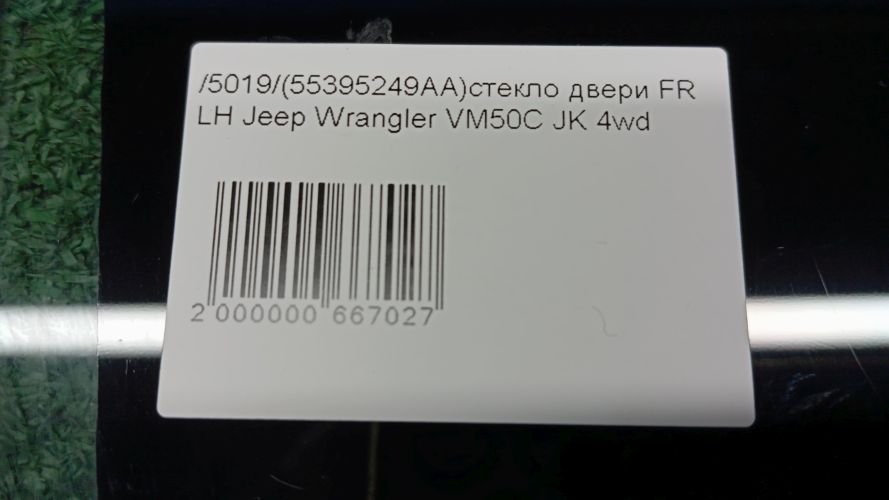 /5019/(55395249AA)стекло двери FR
LH Jeep Wrangler VM50C JK 4wd
2 000000 667027